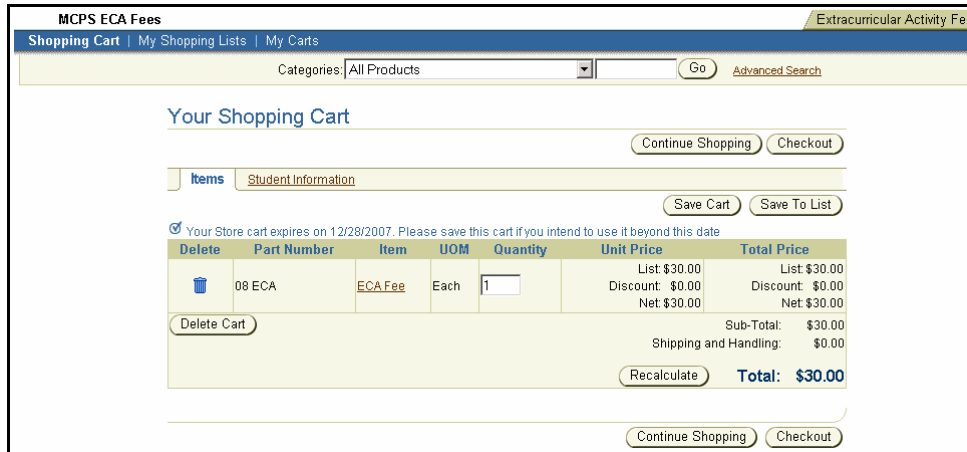 MCPS ECA Fees
Extracurricular Activity Fe
Shopping Cart | My Shopping Lists | My Carts
Categories: All Products Go Advanced Search
Your Shopping Cart
Continue Shopping Checkout
Items Student Information
Save Cart Save To List
Your Store cart expires on 12/28/2007. Please save this cart if you intend to use it beyond this date
Delete Part Number Item UOM Quantity Unit Price Total Price
List: $30.00 List: $30.00
08 ECA ECA Fee Each 1 Discount: $0.00 Discount: $0.00
Net: $30.00 Net: $30.00
Delete Cart Sub-Total: $30.00
Shipping and Handling: $0.00
Recalculate Total: $30.00
Continue Shopping Checkout